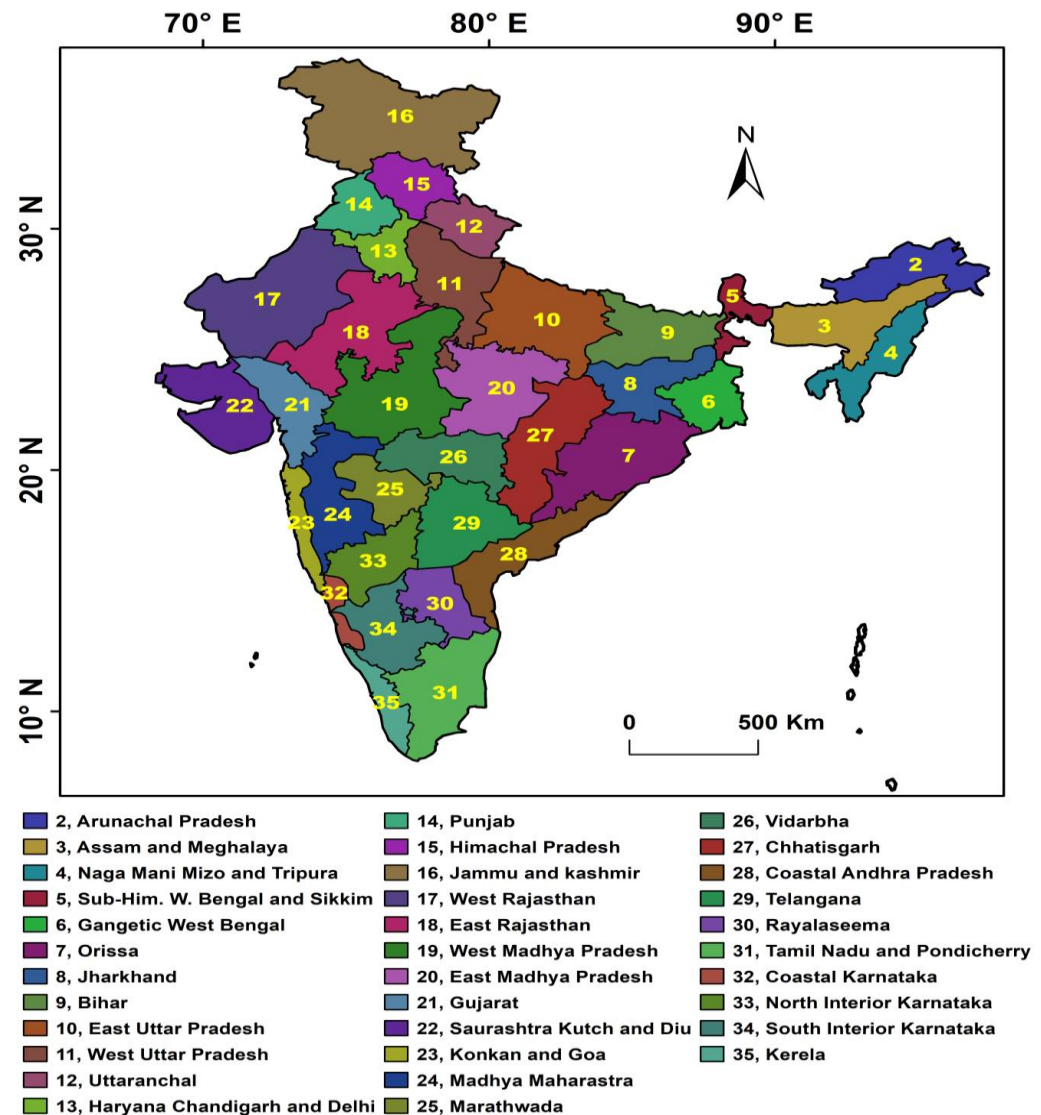 70° E 80° E 90° E
N
30° N
20° N
10° N
16
15
14
12
13
11
2
17
5
10
18
3
9
4
8
20
19
21
22
6
27
7
26
25
24
23
29
28
33
32
30
34
31
35
0 500 Km
2, Arunachal Pradesh
3, Assam and Meghalaya
4, Naga Mani Mizo and Tripura
5, Sub-Him. W. Bengal and Sikkim
6, Gangetic West Bengal
7, Orissa
8, Jharkhand
9, Bihar
10, East Uttar Pradesh
11, West Uttar Pradesh
12, Uttaranchal
13, Haryana Chandigarh and Delhi
14, Punjab
15, Himachal Pradesh
16, Jammu and kashmir
17, West Rajasthan
18, East Rajasthan
19, West Madhya Pradesh
20, East Madhya Pradesh
21, Gujarat
22, Saurashtra Kutch and Diu
23, Konkan and Goa
24, Madhya Maharastra
25, Marathwada
26, Vidarbha
27, Chhatisgarh
28, Coastal Andhra Pradesh
29, Telangana
30, Rayalaseema
31, Tamil Nadu and Pondicherry
32, Coastal Karnataka
33, North Interior Karnataka
34, South Interior Karnataka
35, Kerela